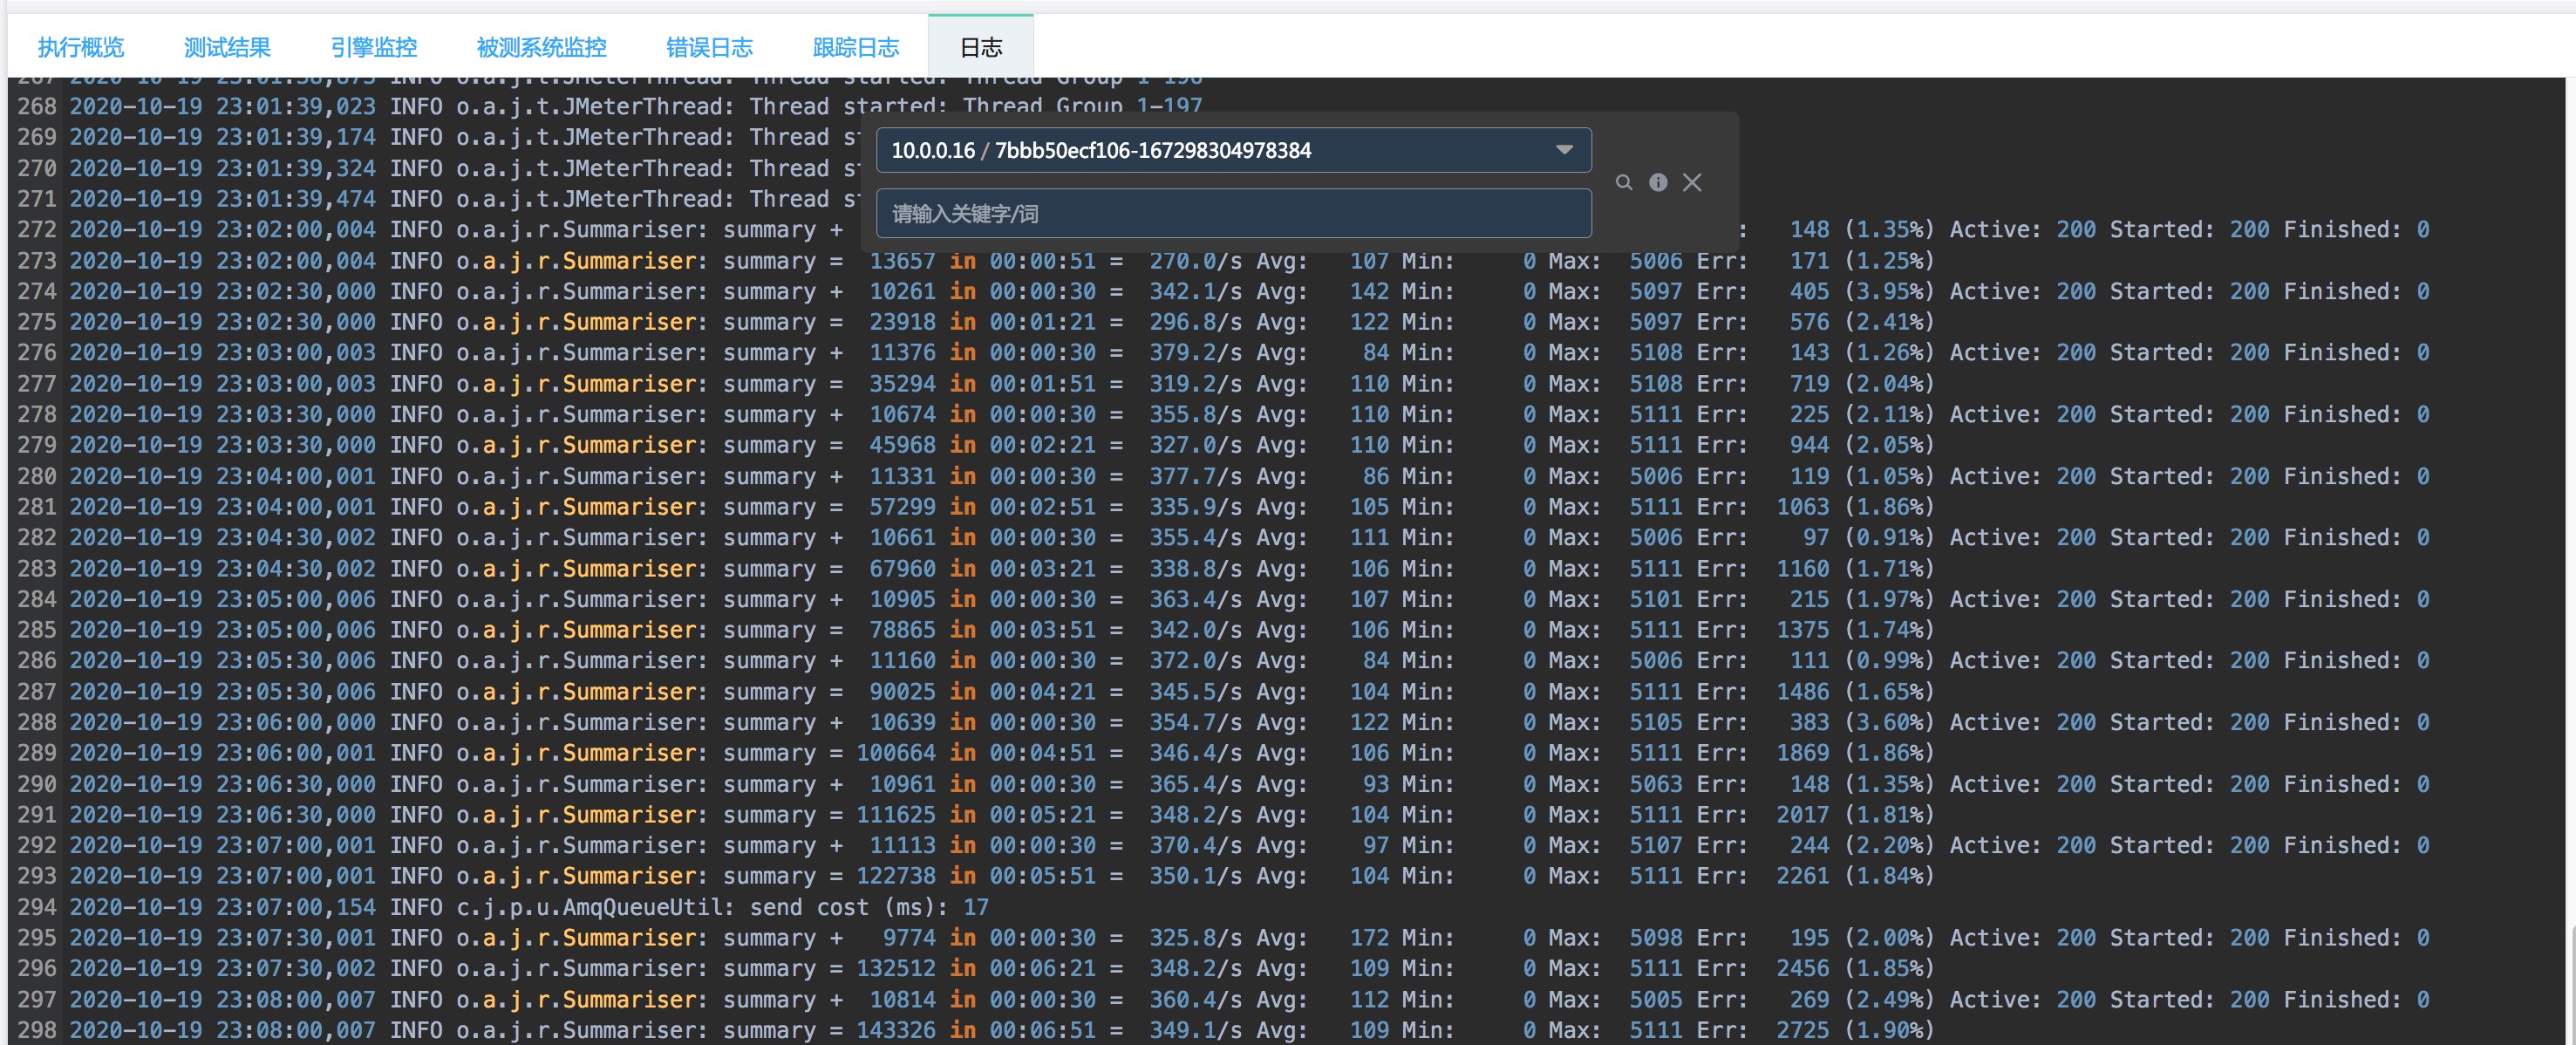 执行概览 测试结果 引擎监控 被测系统监控 错误日志 跟踪日志 日志
267 2020-10-19 23:01:38,873 INFO o.a.j.t.JMeterThread: Thread started: Thread Group 1-196
268 2020-10-19 23:01:39,023 INFO o.a.j.t.JMeterThread: Thread started: Thread Group 1-197
269 2020-10-19 23:01:39,174 INFO o.a.j.t.JMeterThread: Thread st
10.0.0.16 / 7bbb50ecf106-167298304978384
270 2020-10-19 23:01:39,324 INFO o.a.j.t.JMeterThread: Thread st
271 2020-10-19 23:01:39,474 INFO o.a.j.t.JMeterThread: Thread st
请输入关键字/词
272 2020-10-19 23:02:00,004 INFO o.a.j.r.Summariser: summary + : 148 (1.35%) Active: 200 Started: 200 Finished: 0
273 2020-10-19 23:02:00,004 INFO o.a.j.r.Summariser: summary = 13657 in 00:00:51 = 270.0/s Avg: 107 Min: 0 Max: 5006 Err: 171 (1.25%)
274 2020-10-19 23:02:30,000 INFO o.a.j.r.Summariser: summary + 10261 in 00:00:30 = 342.1/s Avg: 142 Min: 0 Max: 5097 Err: 405 (3.95%) Active: 200 Started: 200 Finished: 0
275 2020-10-19 23:02:30,000 INFO o.a.j.r.Summariser: summary = 23918 in 00:01:21 = 296.8/s Avg: 122 Min: 0 Max: 5097 Err: 576 (2.41%)
276 2020-10-19 23:03:00,003 INFO o.a.j.r.Summariser: summary + 11376 in 00:00:30 = 379.2/s Avg: 84 Min: 0 Max: 5108 Err: 143 (1.26%) Active: 200 Started: 200 Finished: 0
277 2020-10-19 23:03:00,003 INFO o.a.j.r.Summariser: summary = 35294 in 00:01:51 = 319.2/s Avg: 110 Min: 0 Max: 5108 Err: 719 (2.04%)
278 2020-10-19 23:03:30,000 INFO o.a.j.r.Summariser: summary + 10674 in 00:00:30 = 355.8/s Avg: 110 Min: 0 Max: 5111 Err: 225 (2.11%) Active: 200 Started: 200 Finished: 0
279 2020-10-19 23:03:30,000 INFO o.a.j.r.Summariser: summary = 45968 in 00:02:21 = 327.0/s Avg: 110 Min: 0 Max: 5111 Err: 944 (2.05%)
280 2020-10-19 23:04:00,001 INFO o.a.j.r.Summariser: summary + 11331 in 00:00:30 = 377.7/s Avg: 86 Min: 0 Max: 5006 Err: 119 (1.05%) Active: 200 Started: 200 Finished: 0
281 2020-10-19 23:04:00,001 INFO o.a.j.r.Summariser: summary = 57299 in 00:02:51 = 335.9/s Avg: 105 Min: 0 Max: 5111 Err: 1063 (1.86%)
282 2020-10-19 23:04:30,002 INFO o.a.j.r.Summariser: summary + 10661 in 00:00:30 = 355.4/s Avg: 111 Min: 0 Max: 5006 Err: 97 (0.91%) Active: 200 Started: 200 Finished: 0
283 2020-10-19 23:04:30,002 INFO o.a.j.r.Summariser: summary = 67960 in 00:03:21 = 338.8/s Avg: 106 Min: 0 Max: 5111 Err: 1160 (1.71%)
284 2020-10-19 23:05:00,006 INFO o.a.j.r.Summariser: summary + 10905 in 00:00:30 = 363.4/s Avg: 107 Min: 0 Max: 5101 Err: 215 (1.97%) Active: 200 Started: 200 Finished: 0
285 2020-10-19 23:05:00,006 INFO o.a.j.r.Summariser: summary = 78865 in 00:03:51 = 342.0/s Avg: 106 Min: 0 Max: 5111 Err: 1375 (1.74%)
286 2020-10-19 23:05:30,006 INFO o.a.j.r.Summariser: summary + 11160 in 00:00:30 = 372.0/s Avg: 84 Min: 0 Max: 5006 Err: 111 (0.99%) Active: 200 Started: 200 Finished: 0
287 2020-10-19 23:05:30,006 INFO o.a.j.r.Summariser: summary = 90025 in 00:04:21 = 345.5/s Avg: 104 Min: 0 Max: 5111 Err: 1486 (1.65%)
288 2020-10-19 23:06:00,000 INFO o.a.j.r.Summariser: summary + 10639 in 00:00:30 = 354.7/s Avg: 122 Min: 0 Max: 5105 Err: 383 (3.60%) Active: 200 Started: 200 Finished: 0
289 2020-10-19 23:06:00,001 INFO o.a.j.r.Summariser: summary = 100664 in 00:04:51 = 346.4/s Avg: 106 Min: 0 Max: 5111 Err: 1869 (1.86%)
290 2020-10-19 23:06:30,000 INFO o.a.j.r.Summariser: summary + 10961 in 00:00:30 = 365.4/s Avg: 93 Min: 0 Max: 5063 Err: 148 (1.35%) Active: 200 Started: 200 Finished: 0
291 2020-10-19 23:06:30,000 INFO o.a.j.r.Summariser: summary = 111625 in 00:05:21 = 348.2/s Avg: 104 Min: 0 Max: 5111 Err: 2017 (1.81%)
292 2020-10-19 23:07:00,001 INFO o.a.j.r.Summariser: summary + 11113 in 00:00:30 = 370.4/s Avg: 97 Min: 0 Max: 5107 Err: 244 (2.20%) Active: 200 Started: 200 Finished: 0
293 2020-10-19 23:07:00,001 INFO o.a.j.r.Summariser: summary = 122738 in 00:05:51 = 350.1/s Avg: 104 Min: 0 Max: 5111 Err: 2261 (1.84%)
294 2020-10-19 23:07:00,154 INFO c.j.p.u.AmqQueueUtil: send cost (ms): 17
295 2020-10-19 23:07:30,001 INFO o.a.j.r.Summariser: summary + 9774 in 00:00:30 = 325.8/s Avg: 172 Min: 0 Max: 5098 Err: 195 (2.00%) Active: 200 Started: 200 Finished: 0
296 2020-10-19 23:07:30,002 INFO o.a.j.r.Summariser: summary = 132512 in 00:06:21 = 348.2/s Avg: 109 Min: 0 Max: 5111 Err: 2456 (1.85%)
297 2020-10-19 23:08:00,007 INFO o.a.j.r.Summariser: summary + 10814 in 00:00:30 = 360.4/s Avg: 112 Min: 0 Max: 5005 Err: 269 (2.49%) Active: 200 Started: 200 Finished: 0
298 2020-10-19 23:08:00,007 INFO o.a.j.r.Summariser: summary = 143326 in 00:06:51 = 349.1/s Avg: 109 Min: 0 Max: 5111 Err: 2725 (1.90%)